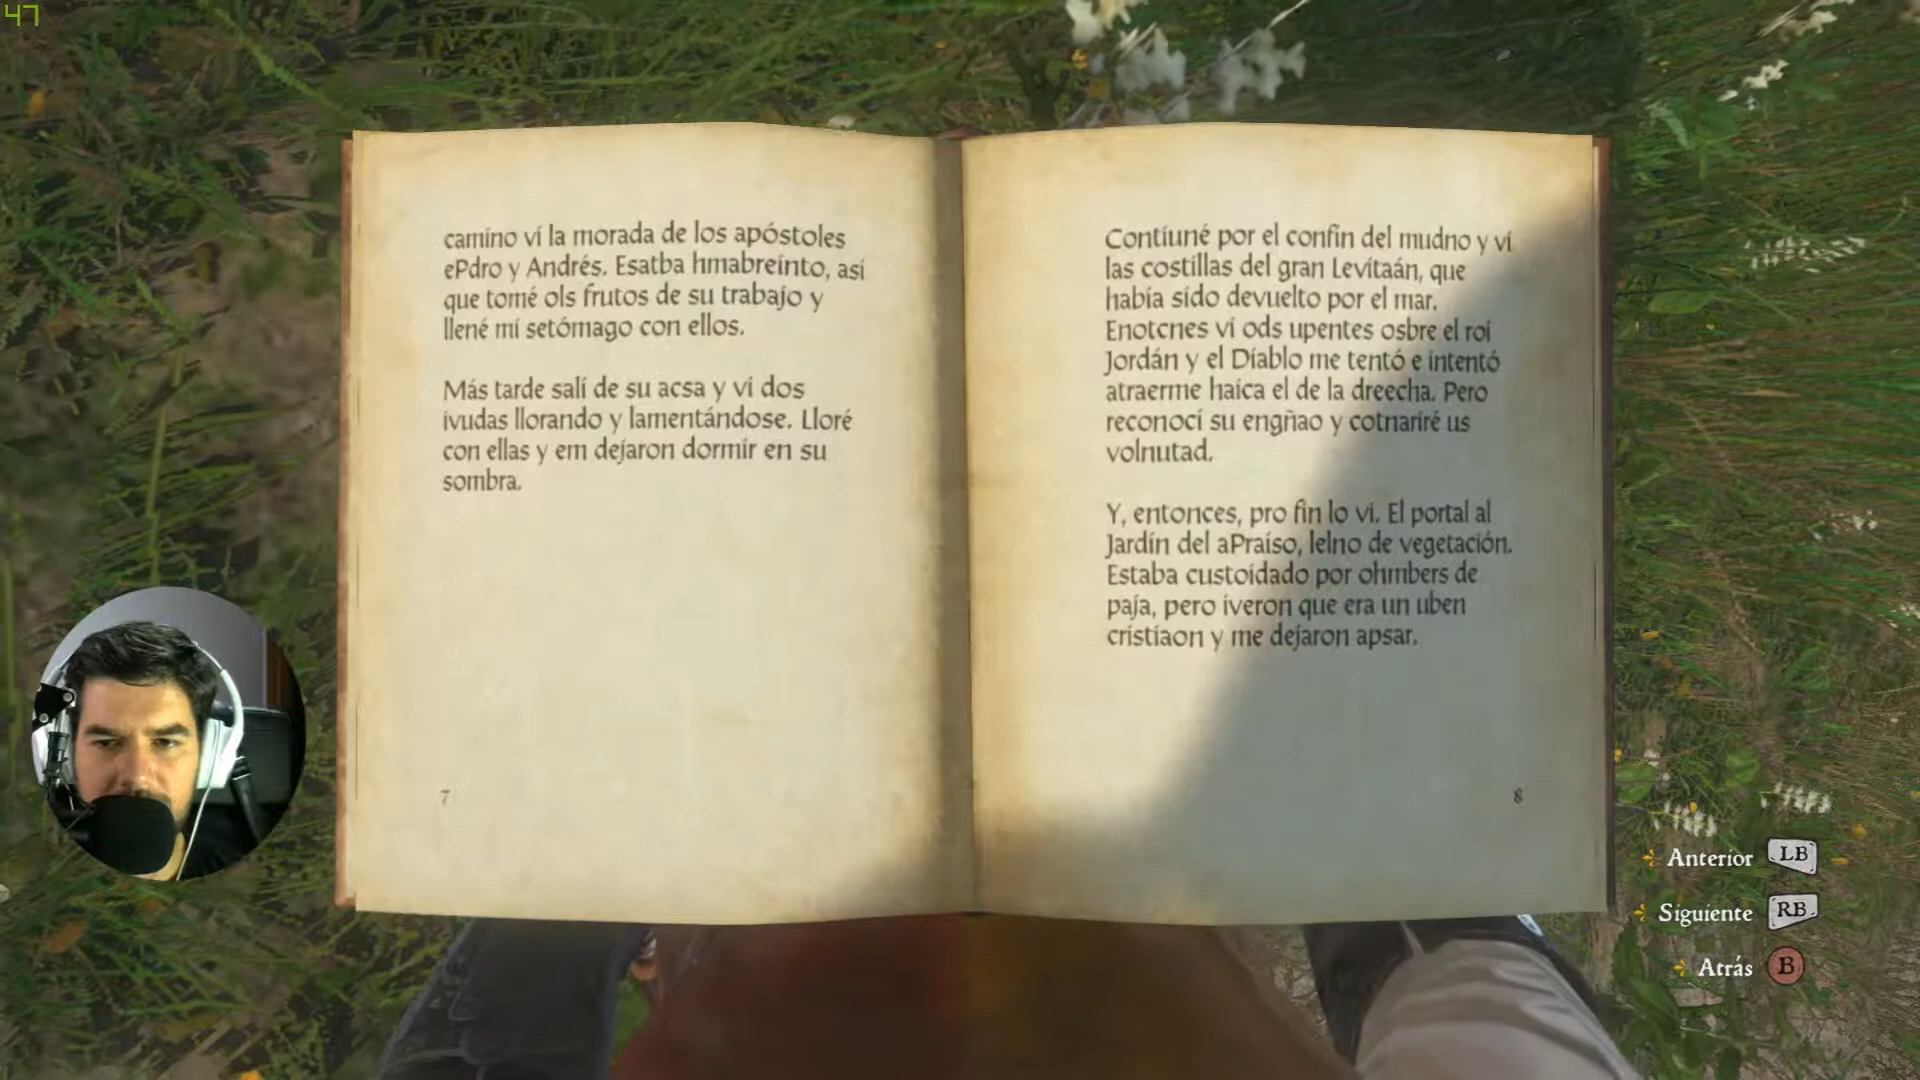 47
camino ví la morada de los apóstoles
ePdro y Andrés. Esatba hmabreinto, así
que tomé ols frutos de su trabajo y
llené mi setómago con ellos.
Más tarde salí de su acsa y ví dos
ivudas llorando y lamentándose. Lloré
con ellas y em dejaron dormir en su
sombra.
7
Contiuné por el confín del mudno y ví
las costillas del gran Levitaán, que
había sido devuelto por el mar.
Enotcnes ví ods upentes osbre el roi
Jordán y el Diablo me tentó e intentó
atraerme haica el de la dreecha. Pero
reconocí su engñao y cotnariré us
volnutad.
Y, entonces, pro fin lo ví. El portal al
Jardín del aPraíso, lelno de vegetación.
Estaba custoidado por ohmbers de
paja, pero iveron que era un uben
cristiaon y me dejaron apsar.
8
Anterior LB
Siguiente RB
Atrás B